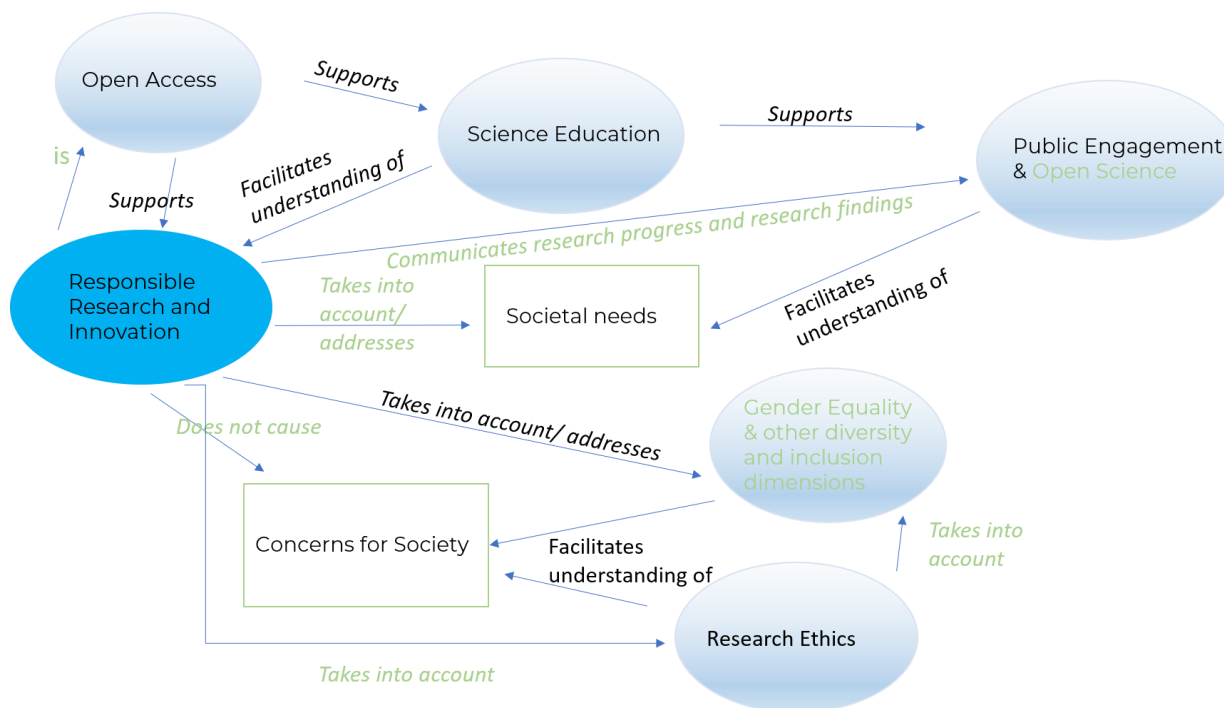 Open Access
Supports
Science Education
Supports
Public Engagement
& Open Science
is
Supports
Facilitates
understanding of
Communicates research progress and research findings
Responsible
Research and
Innovation
Takes into
account/
addresses
Societal needs
Facilitates
understanding of
Does not cause
Takes into account/ addresses
Gender Equality
& other diversity
and inclusion
dimensions
Concerns for Society
Facilitates
understanding of
Takes into
account
Research Ethics
Takes into account